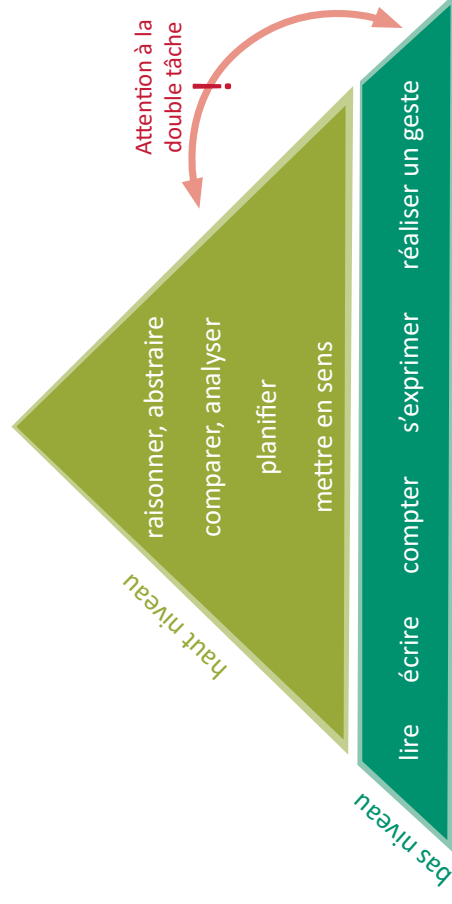 Attention à la
double tâche
!
haut niveau
raisonner, abstraire
comparer, analyser
planifier
mettre en sens
bas niveau
lire écrire compter s'exprimer réaliser un geste